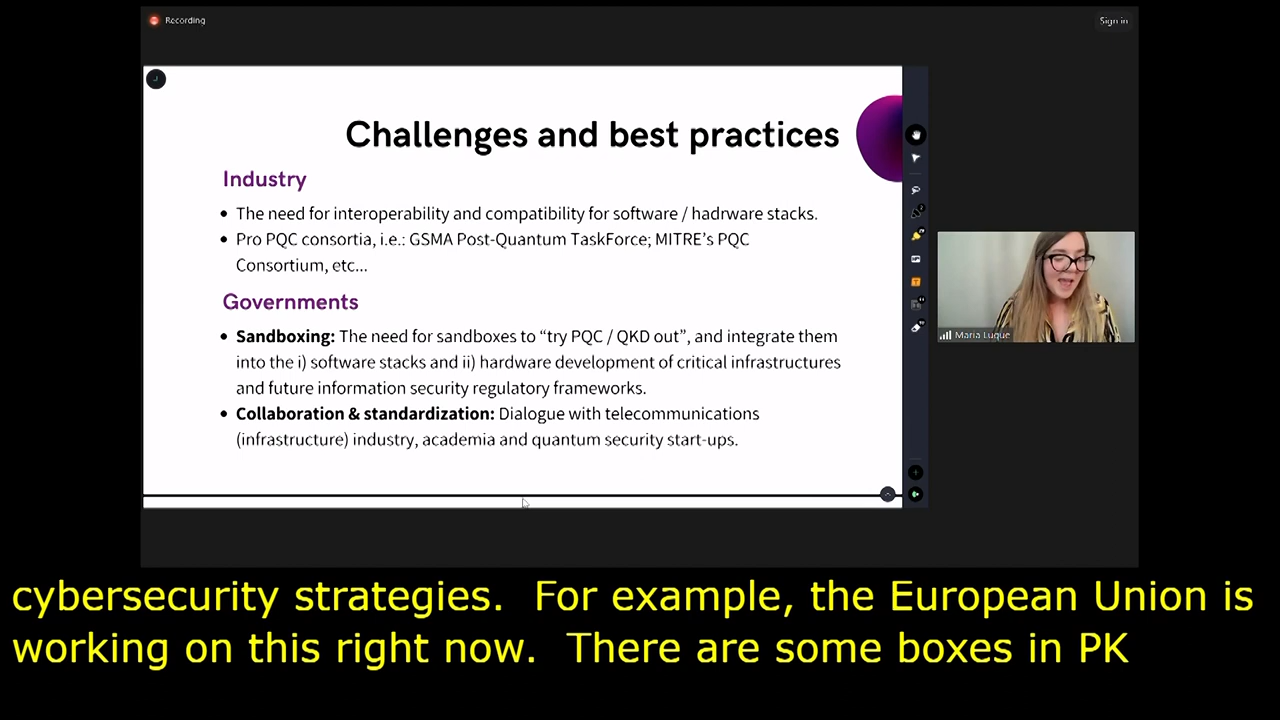 Recording
Sign in
Challenges and best practices
Industry
• The need for interoperability and compatibility for software / hadrware stacks.
• Pro PQC consortia, i.e.: GSMA Post-Quantum TaskForce; MITRE's PQC
Consortium, etc...
Governments
• Sandboxing: The need for sandboxes to “try PQC / QKD out”, and integrate them
into the i) software stacks and ii) hardware development of critical infrastructures
and future information security regulatory frameworks.
• Collaboration & standardization: Dialogue with telecommunications
(infrastructure) industry, academia and quantum security start-ups.
Maria Luque
cybersecurity strategies. For example, the European Union is
working on this right now. There are some boxes in PK